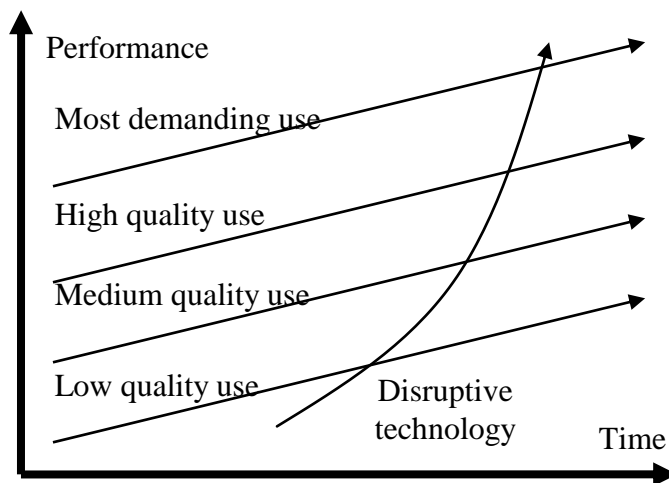 Performance
Most demanding use
High quality use
Medium quality use
Low quality use
Disruptive
technology
Time